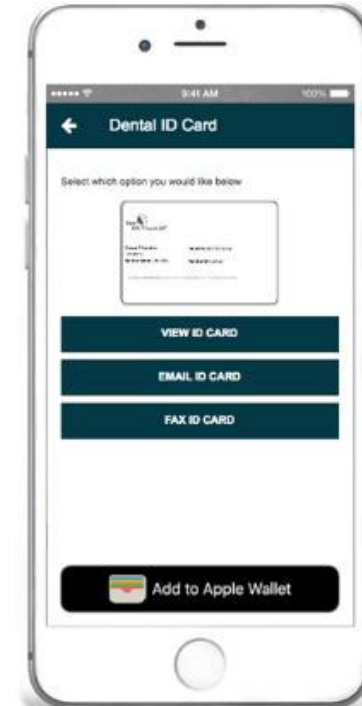 9:41 AM 100%
Dental ID Card
Select which option you would like below
VIEW ID CARD
EMAIL ID CARD
FAX ID CARD
Add to Apple Wallet